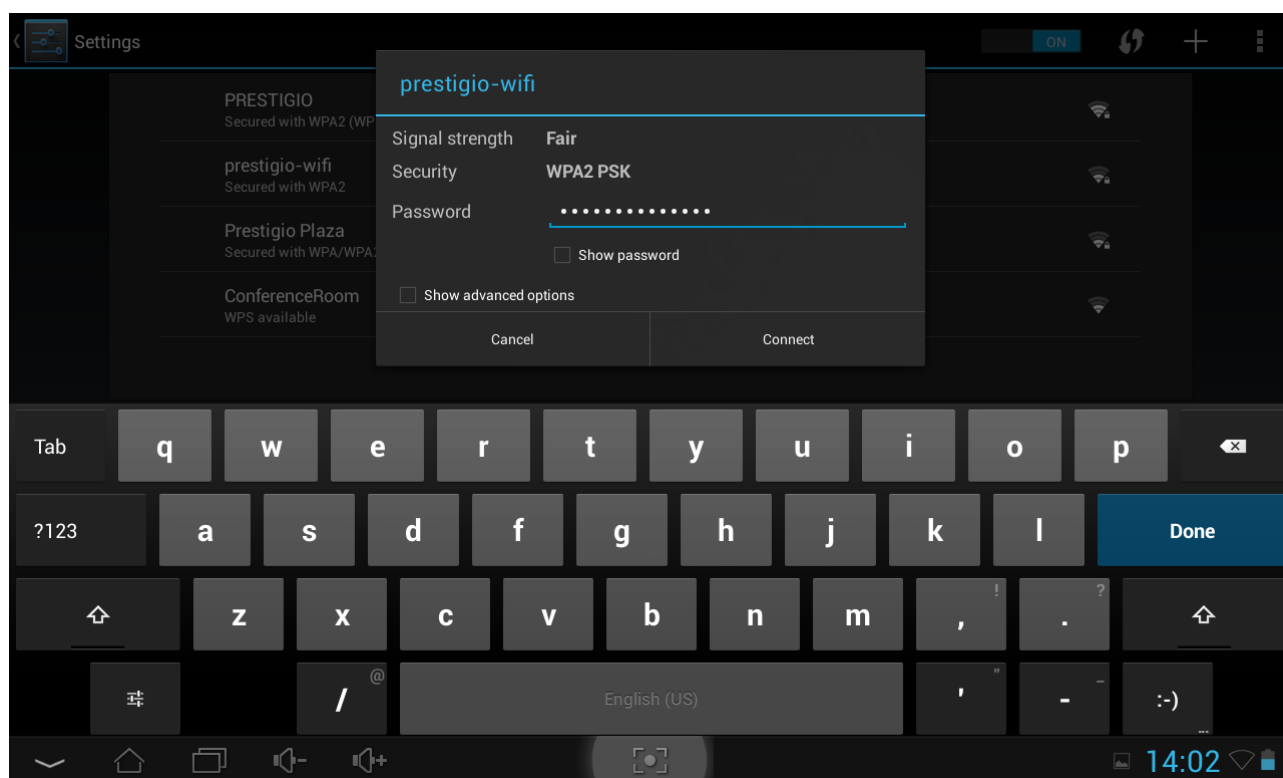 Settings
ON
prestigio-wifi
PRESTIGIO
Secured with WPA2 (WP
prestigio-wifi
Secured with WPA2
Prestigio Plaza
Secured with WPA/WPA2
ConferenceRoom
WPS available
Signal strength Fair
Security WPA2 PSK
Password ••••••••••••••
Show password
Show advanced options
Cancel Connect
Tab q w e r t y u i o p
?123 a s d f g h j k l Done
z x c v b n m , ! . ?
/ @ English (US) ' " - _ :-) ...
14:02